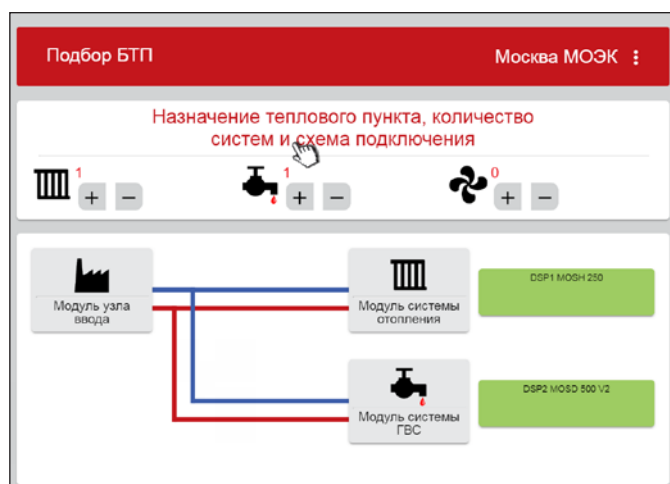 Подбор БТП
Москва МОЭК
Назначение теплового пункта, количество
систем и схема подключения
1
+ −
1
+ −
0
+ −
Модуль узла
ввода
Модуль системы
отопления
DSP1 MOSH 250
Модуль системы
ГВС
DSP2 MOSD 500 V2